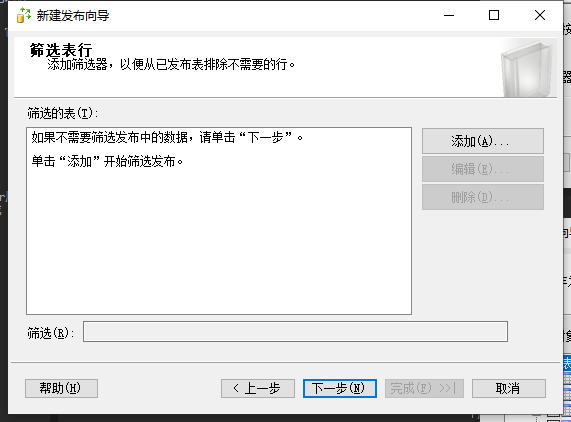 新建发布向导
筛选表行
添加筛选器，以便从已发布表排除不需要的行。
筛选的表(T):
如果不需要筛选发布中的数据，请单击“下一步”。
单击“添加”开始筛选发布。
添加(A)...
编辑(E)...
删除(D)...
筛选(R):
帮助(H)
< 上一步
下一步(N)
完成(F) >>|
取消